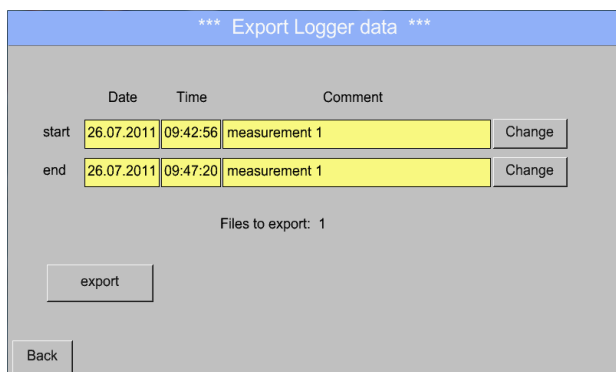 *** Export Logger data ***
Date Time Comment
start 26.07.2011 09:42:56 measurement 1 Change
end 26.07.2011 09:47:20 measurement 1 Change
Files to export: 1
export
Back